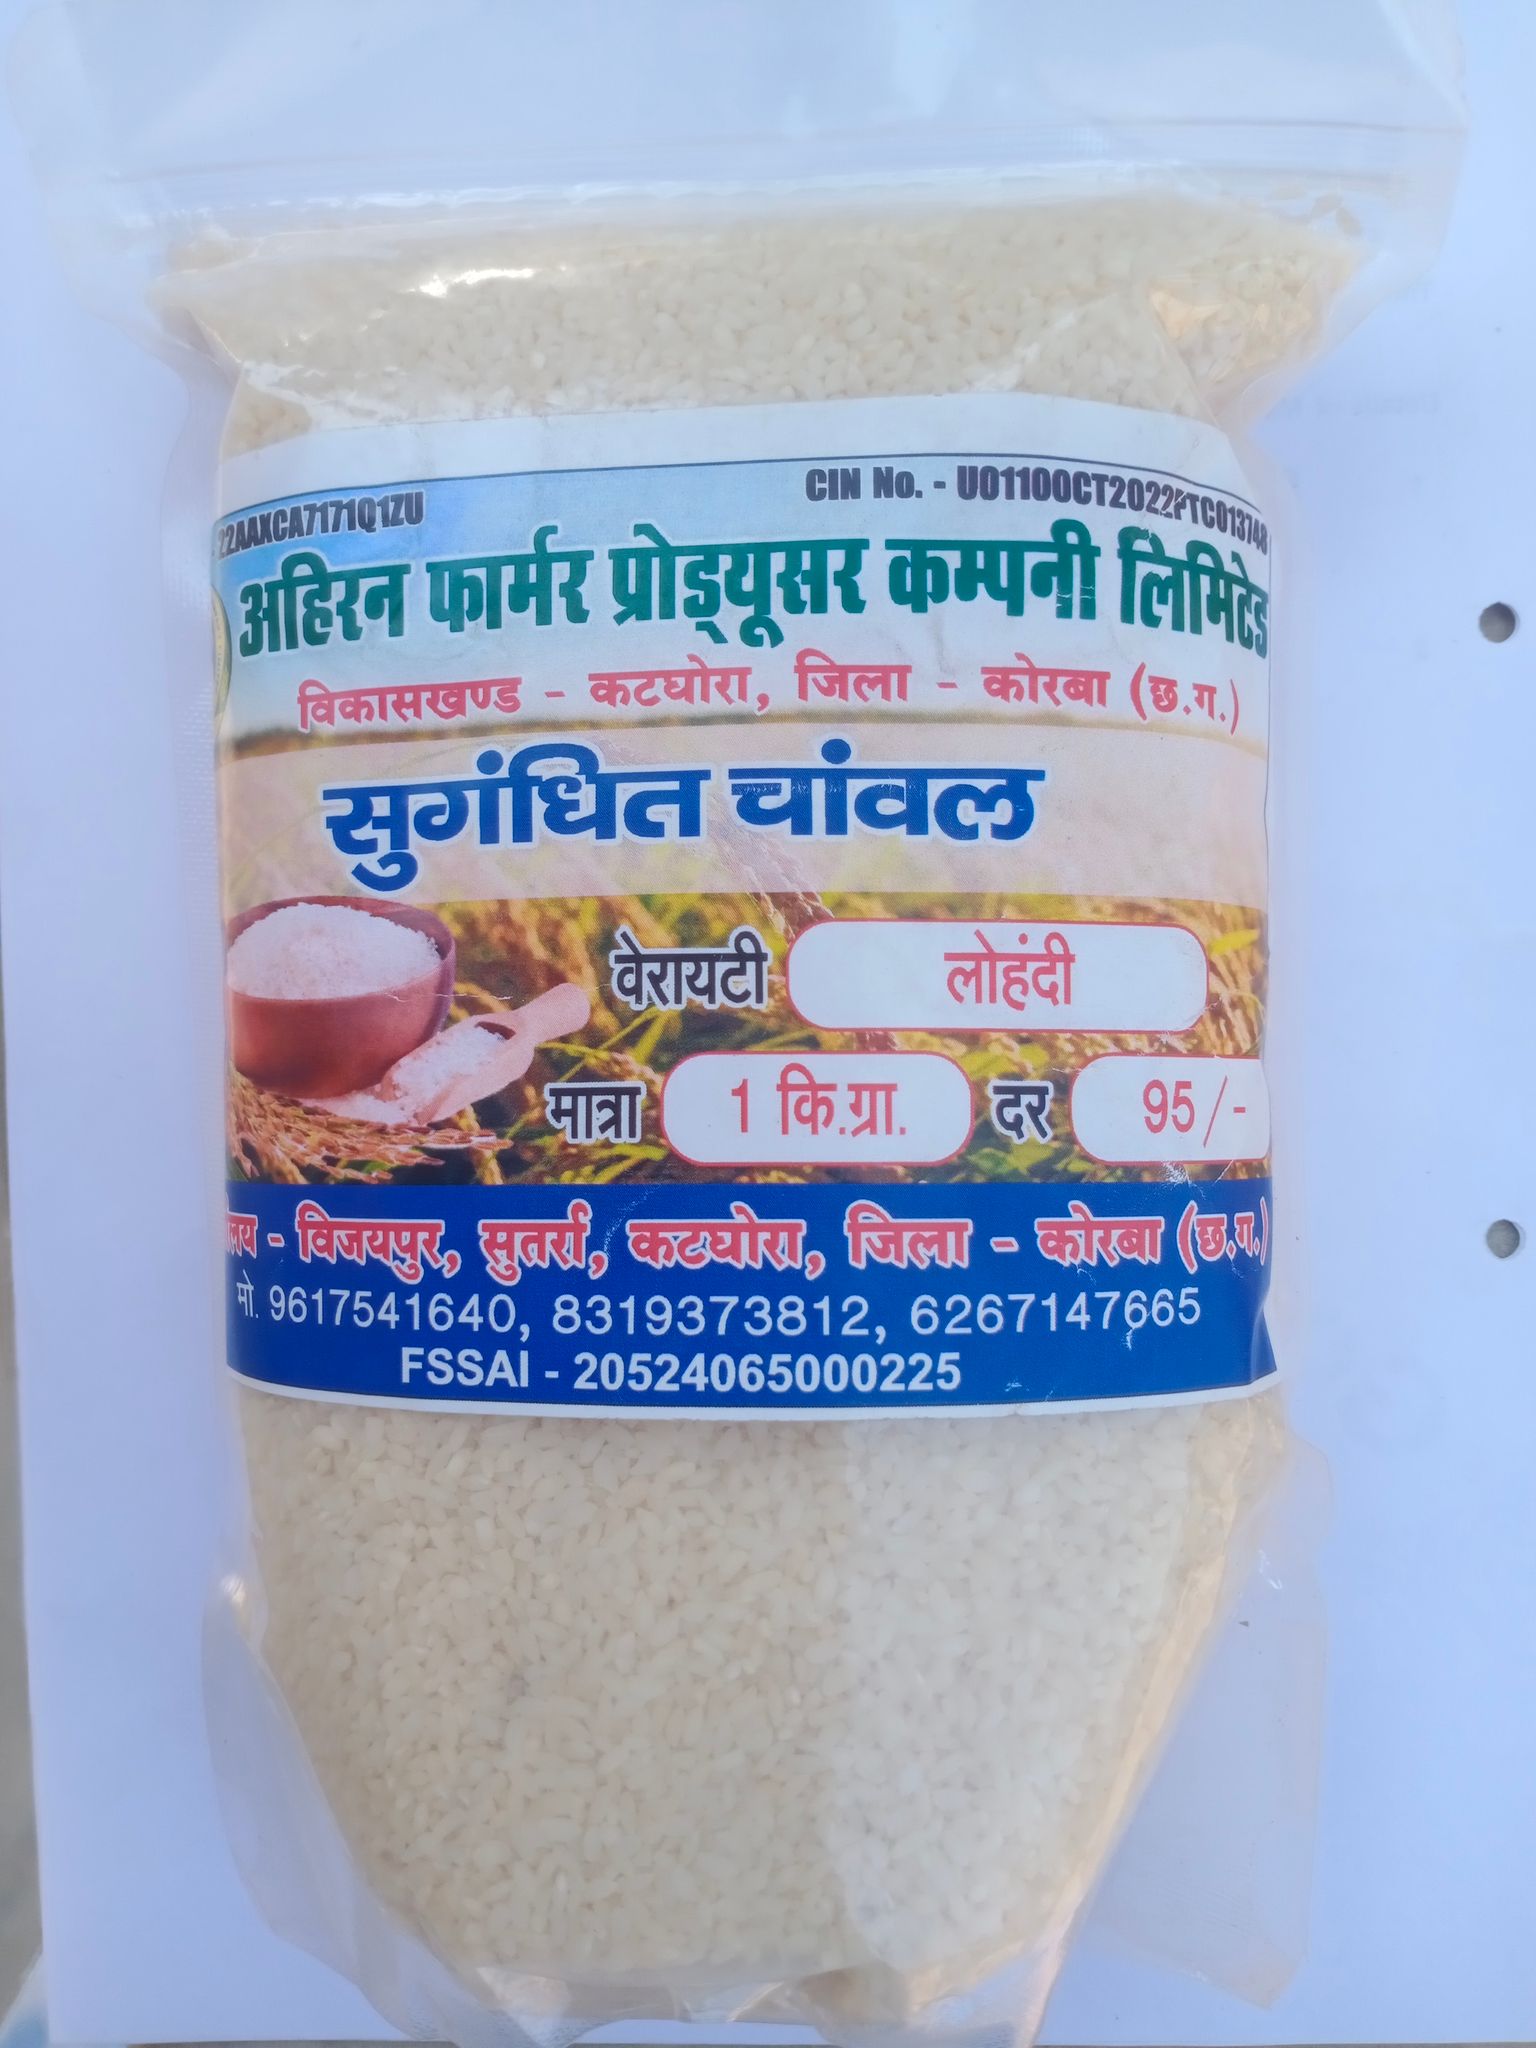 22AAXCA7171Q1ZU
CIN No. - U01100CT2022PTC013748
अहिरन फार्मर प्रोड्यूसर कम्पनी लिमिटेड
विकासखण्ड - कटघोरा, जिला - कोरबा (छ.ग.)
सुगंधित चांवल
वेरायटी लोहंदी
मात्रा 1 कि.ग्रा. दर 95/-
- विजयपुर, सुतर्रा, कटघोरा, जिला - कोरबा (छ.ग.)
मो. 9617541640, 8319373812, 6267147665
FSSAI - 20524065000225